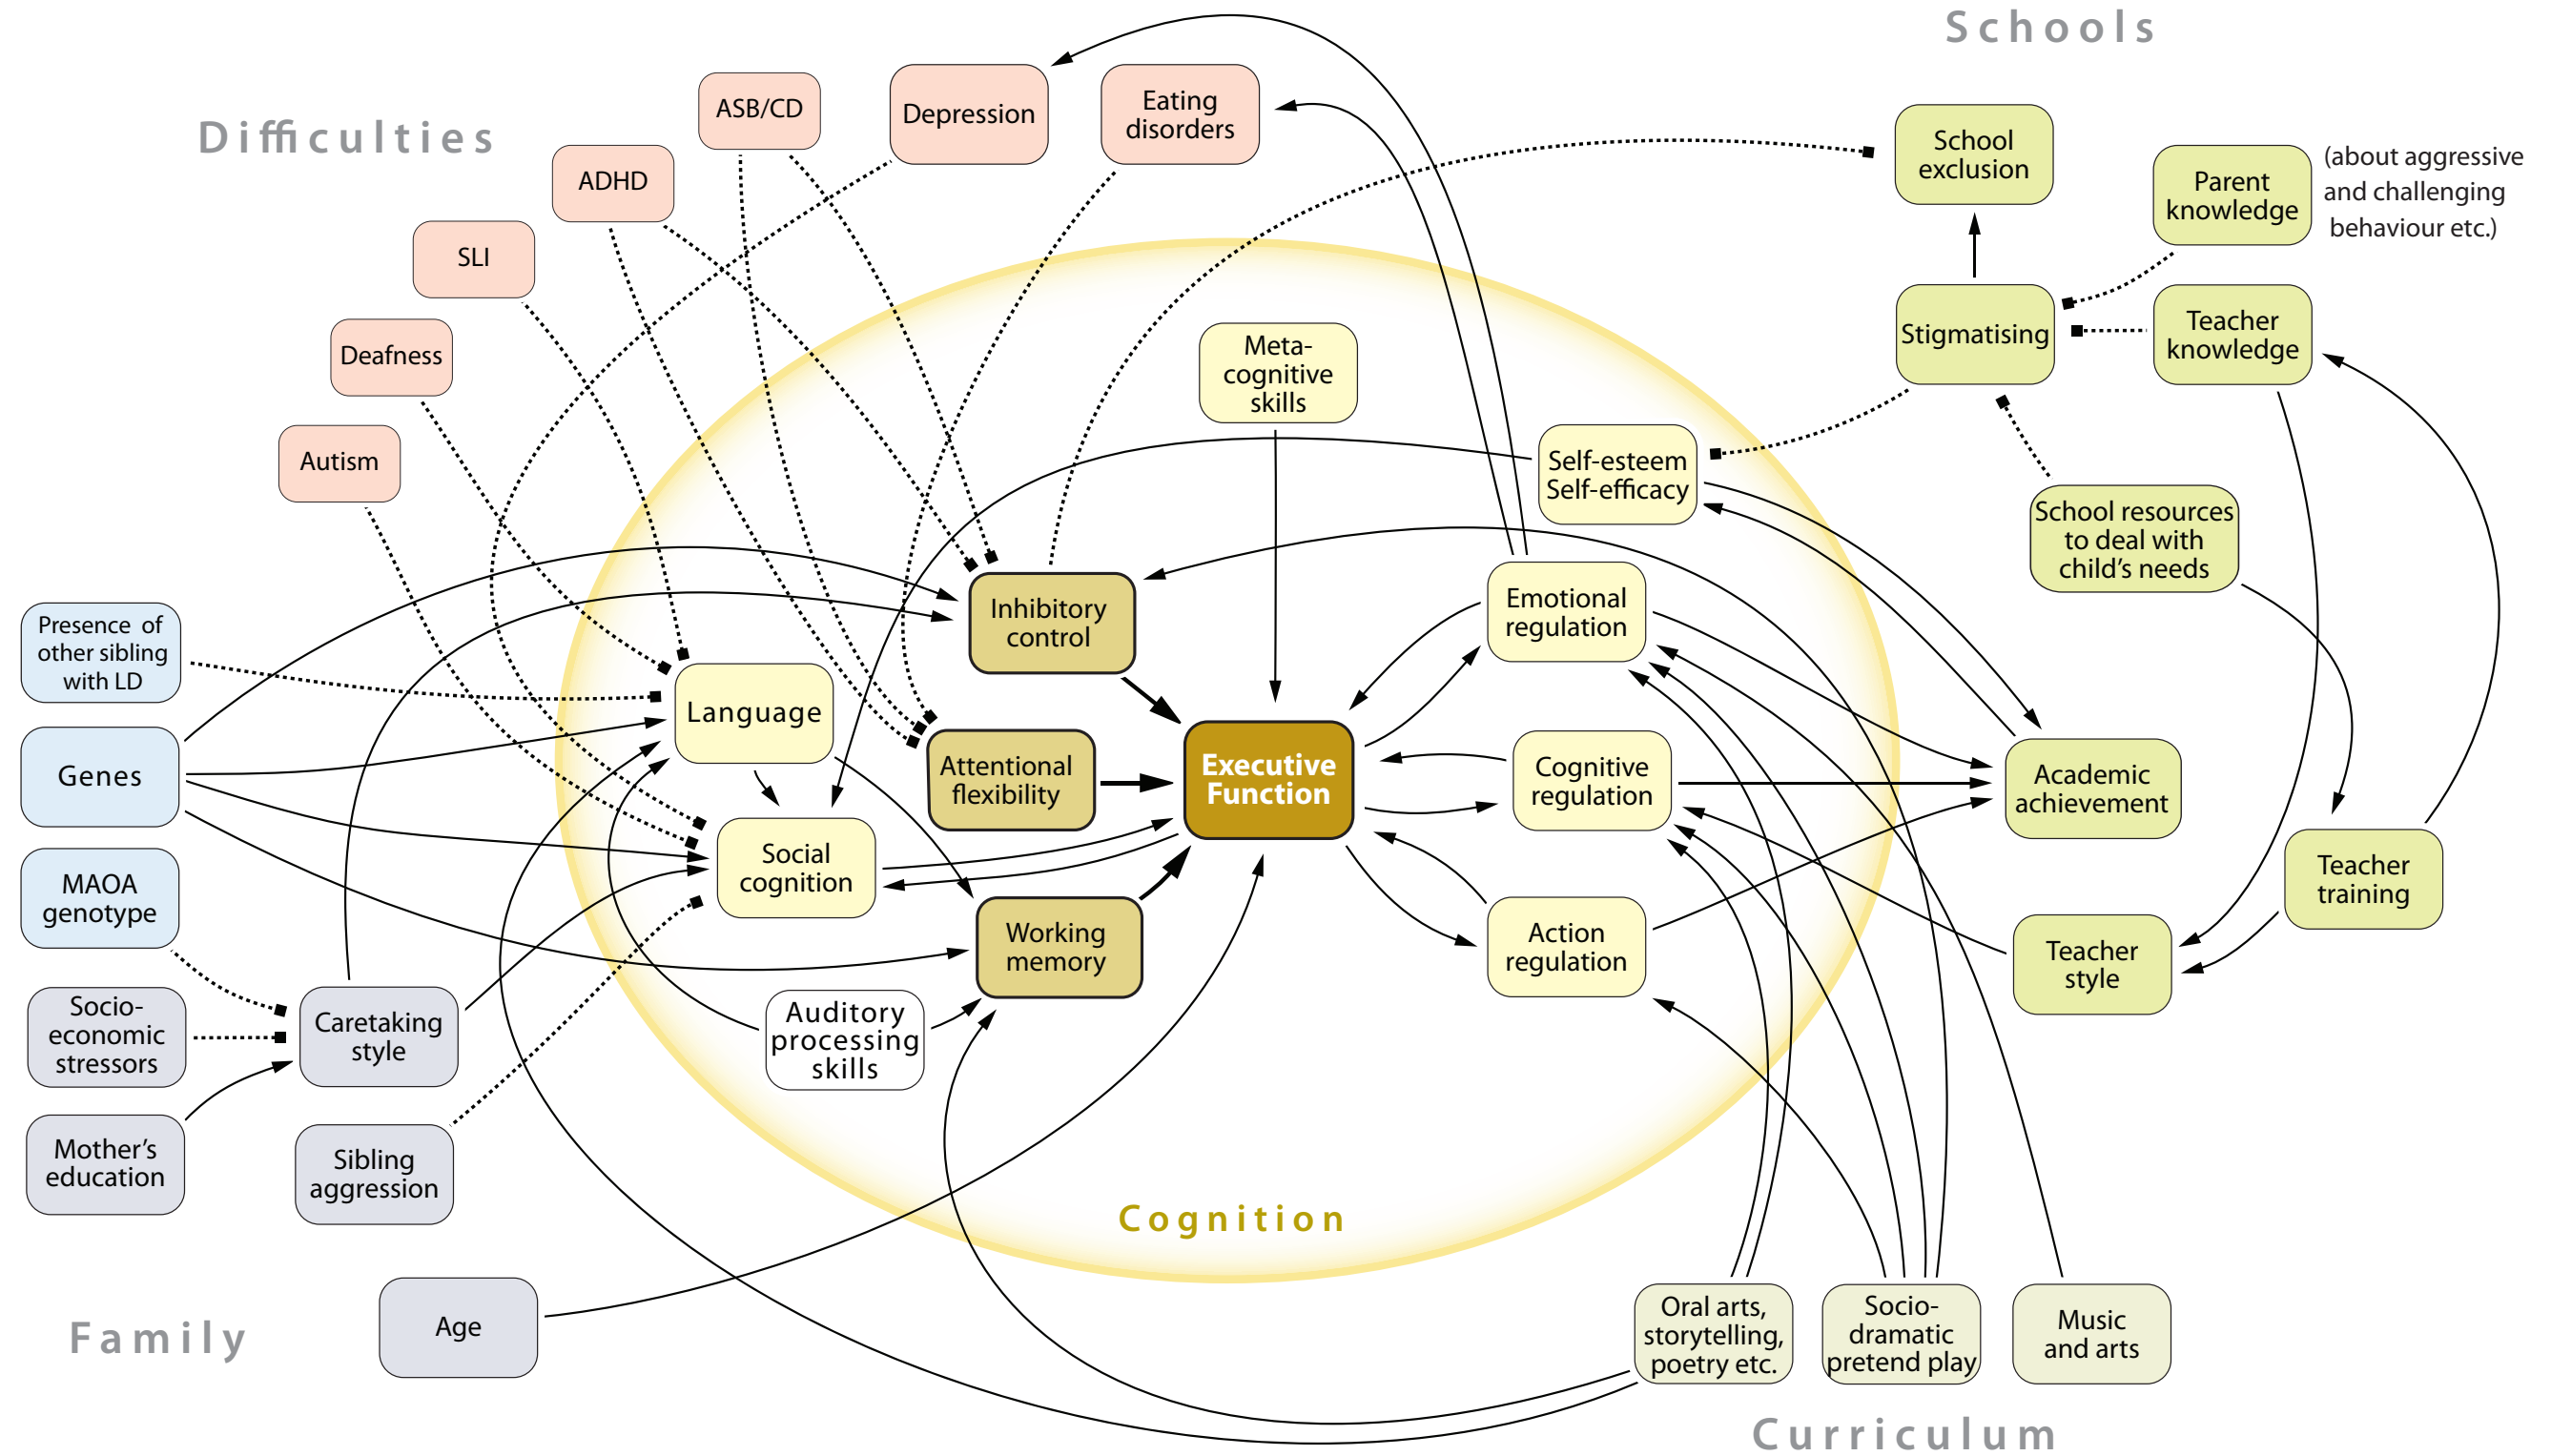 Schools
Difficulties
ASB/CD
Depression
Eating
disorders
ADHD
SLI
Deafness
Autism
School
exclusion
Parent
knowledge
(about aggressive
and challenging
behaviour etc.)
Stigmatising
Teacher
knowledge
Meta-
cognitive
skills
Self-esteem
Self-efficacy
School resources
to deal with
child's needs
Presence of
other sibling
with LD
Genes
MAOA
genotype
Socio-
economic
stressors
Mother's
education
Caretaking
style
Sibling
aggression
Age
Family
Language
Social
cognition
Inhibitory
control
Attentional
flexibility
Working
memory
Auditory
processing
skills
Executive
Function
Emotional
regulation
Cognitive
regulation
Action
regulation
Academic
achievement
Teacher
training
Teacher
style
Cognition
Oral arts,
storytelling,
poetry etc.
Socio-
dramatic
pretend play
Music
and arts
Curriculum